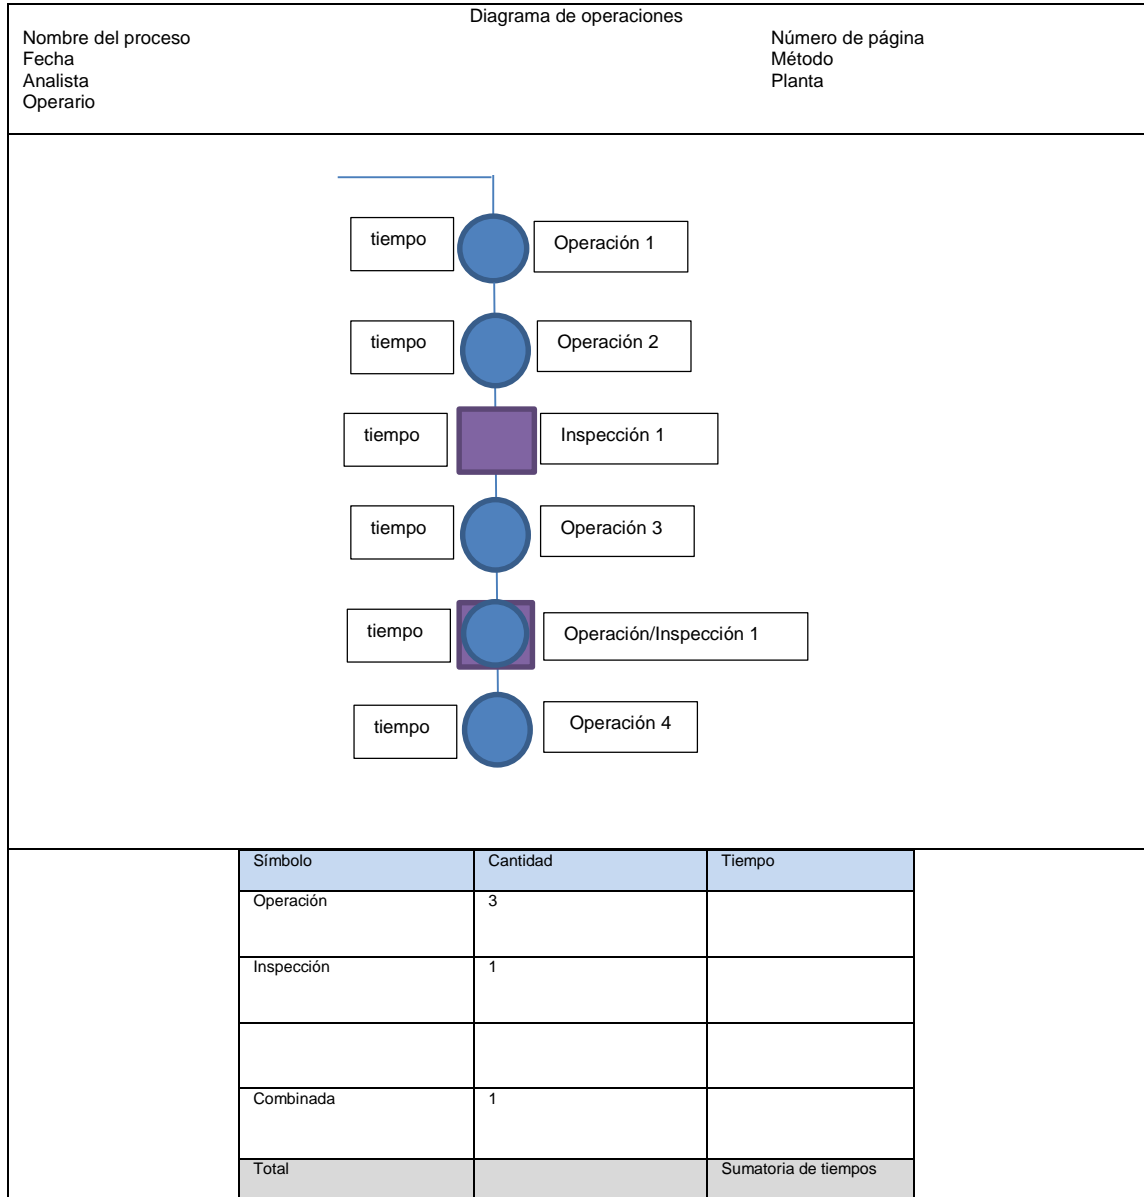 Diagrama de operaciones
Nombre del proceso
Número de página
Fecha
Método
Analista
Planta
Operario
tiempo
Operación 1
tiempo
Operación 2
tiempo
Inspección 1
tiempo
Operación 3
tiempo
Operación/Inspección 1
tiempo
Operación 4
Símbolo
Cantidad
Tiempo
Operación
3
Inspección
1
Combinada
1
Total
Sumatoria de tiempos